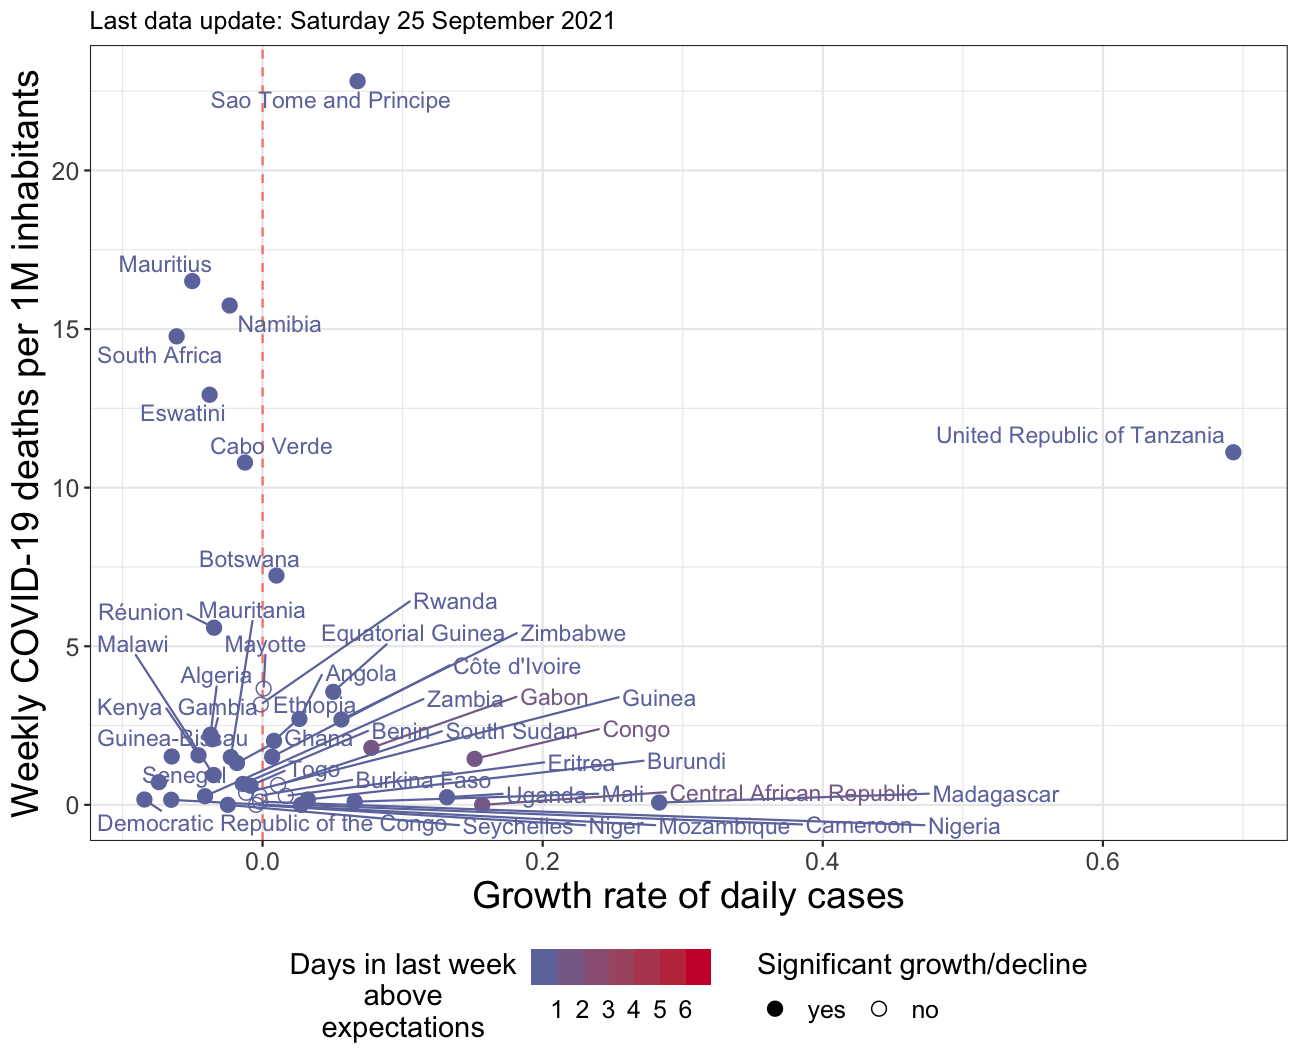 Last data update: Saturday 25 September 2021
Weekly COVID-19 deaths per 1M inhabitants
Sao Tome and Principe
20
Mauritius
Namibia
15
South Africa
Eswatini
United Republic of Tanzania
Cabo Verde
10
Botswana
Rwanda
Réunion
Mauritania
Equatorial Guinea
Zimbabwe
5
Malawi
Mayotte
Côte d'Ivoire
Algeria
Angola
Zambia
Gabon
Guinea
Kenya
Gambia
Ethiopia
Benin
South Sudan
Congo
Guinea-Bissau
Ghana
Eritrea
Burundi
Senegal
Togo
Burkina Faso
Uganda
Mali
Central African Republic
Madagascar
0
Democratic Republic of the Congo
Seychelles
Niger
Mozambique
Cameroon
Nigeria
0.0 0.2 0.4 0.6
Growth rate of daily cases
Days in last week
above
expectations
1 2 3 4 5 6
Significant growth/decline
yes no